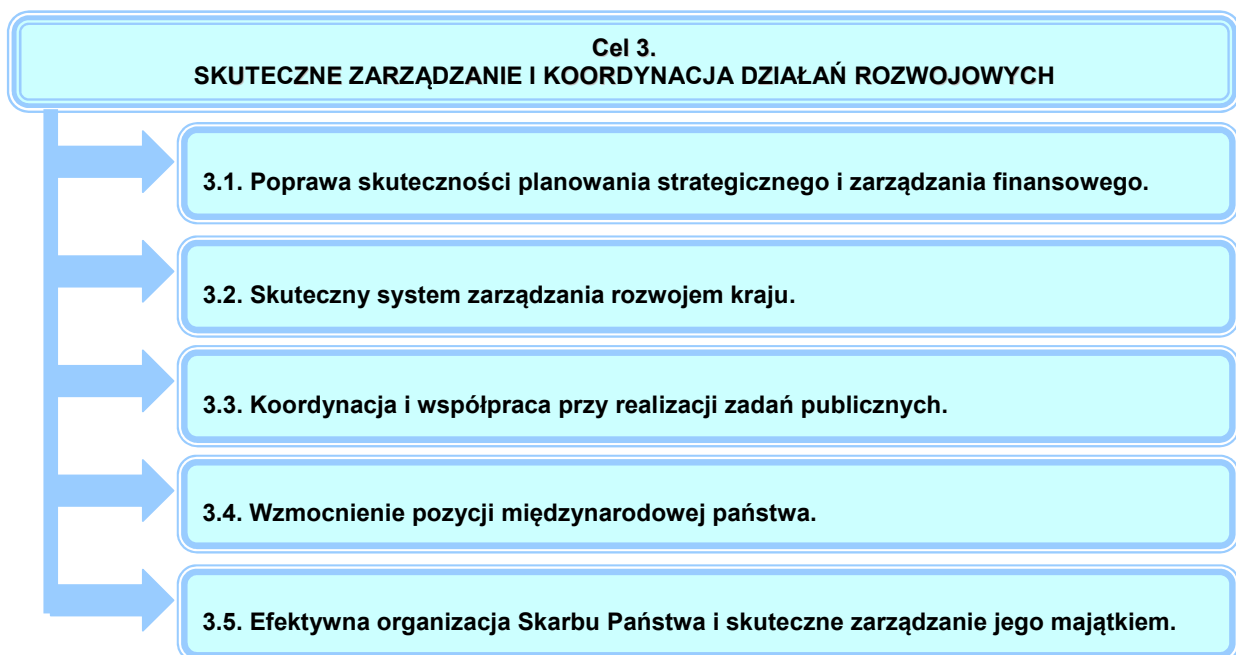 Cel 3.
SKUTECZNE ZARZĄDZANIE I KOORDYNACJA DZIAŁAŃ ROZWOJOWYCH
3.1. Poprawa skuteczności planowania strategicznego i zarządzania finansowego.
3.2. Skuteczny system zarządzania rozwojem kraju.
3.3. Koordynacja i współpraca przy realizacji zadań publicznych.
3.4. Wzmocnienie pozycji międzynarodowej państwa.
3.5. Efektywna organizacja Skarbu Państwa i skuteczne zarządzanie jego majątkiem.